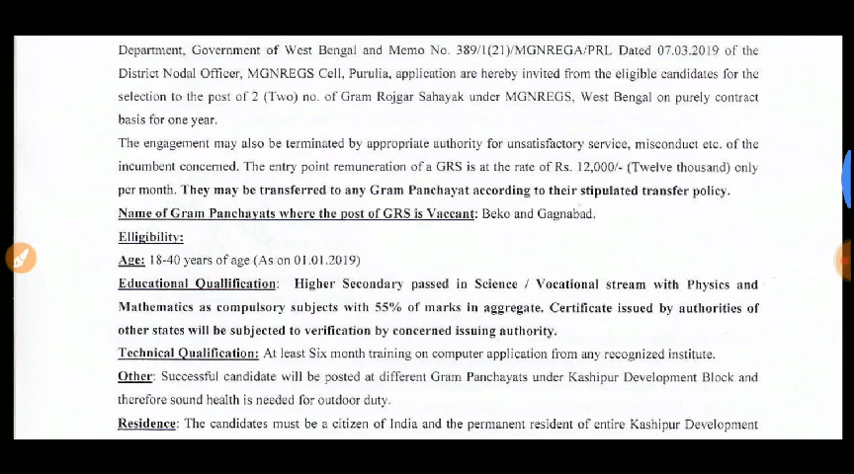 Department, Government of West Bengal and Memo No. 389/1(21)/MGNREGA/PRL Dated 07.03.2019 of the
District Nodal Officer, MGNREGS Cell, Purulia, application are hereby invited from the eligible candidates for the
selection to the post of 2 (Two) no. of Gram Rojgar Sahayak under MGNREGS, West Bengal on purely contract
basis for one year.
The engagement may also be terminated by appropriate authority for unsatisfactory service, misconduct etc. of the
incumbent concerned. The entry point remuneration of a GRS is at the rate of Rs. 12,000/- (Twelve thousand) only
per month. They may be transferred to any Gram Panchayat according to their stipulated transfer policy.
Name of Gram Panchayats where the post of GRS is Vaccant: Beko and Gagnabad.
Elligibility:
Age: 18-40 years of age (As on 01.01.2019)
Educational Quallification: Higher Secondary passed in Science / Vocational stream with Physics and
Mathematics as compulsory subjects with 55% of marks in aggregate. Certificate issued by authorities of
other states will be subjected to verification by concerned issuing authority.
Technical Qualification: At least Six month training on computer application from any recognized institute.
Other: Successful candidate will be posted at different Gram Panchayats under Kashipur Development Block and
therefore sound health is needed for outdoor duty.
Residence: The candidates must be a citizen of India and the permanent resident of entire Kashipur Development